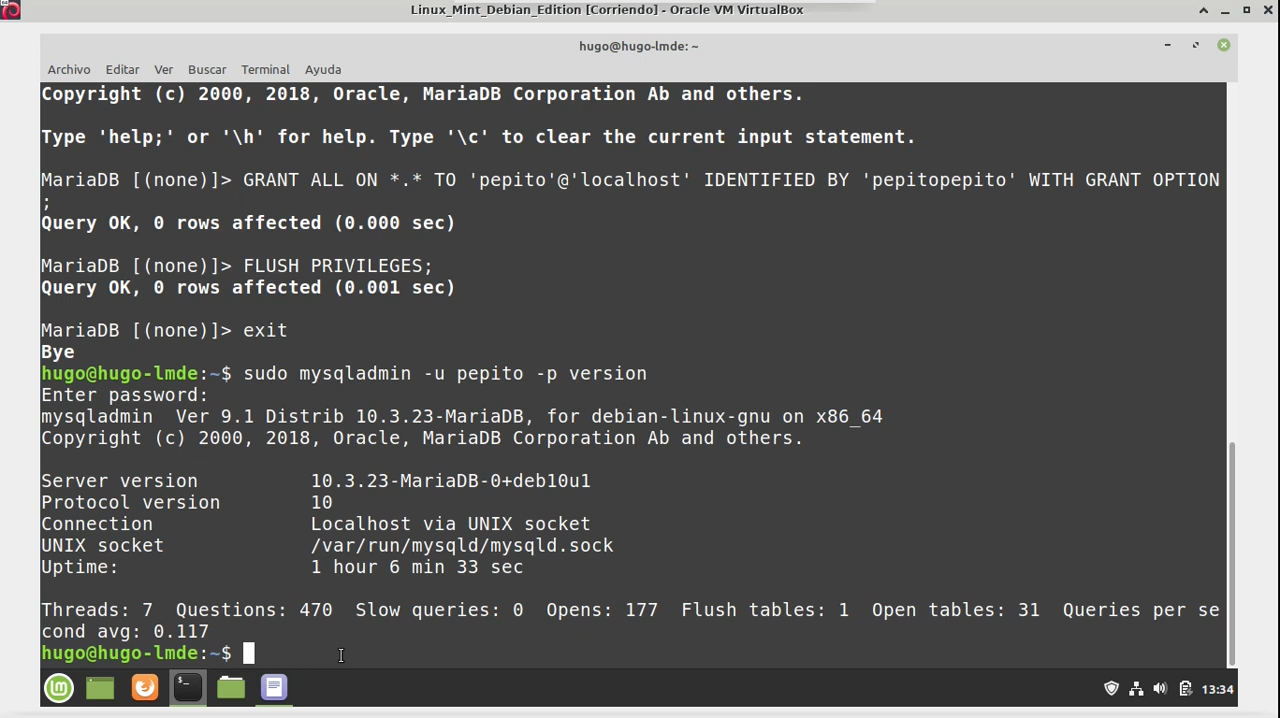 Linux_Mint_Debian_Edition [Corriendo] - Oracle VM VirtualBox
hugo@hugo-lmde: ~
Archivo Editar Ver Buscar Terminal Ayuda
Copyright (c) 2000, 2018, Oracle, MariaDB Corporation Ab and others.
Type 'help;' or '\h' for help. Type '\c' to clear the current input statement.
MariaDB [(none)]> GRANT ALL ON *.* TO 'pepito'@'localhost' IDENTIFIED BY 'pepitopepito' WITH GRANT OPTION
;
Query OK, 0 rows affected (0.000 sec)
MariaDB [(none)]> FLUSH PRIVILEGES;
Query OK, 0 rows affected (0.001 sec)
MariaDB [(none)]> exit
Bye
hugo@hugo-lmde:~$ sudo mysqladmin -u pepito -p version
Enter password:
mysqladmin  Ver 9.1 Distrib 10.3.23-MariaDB, for debian-linux-gnu on x86_64
Copyright (c) 2000, 2018, Oracle, MariaDB Corporation Ab and others.
Server version 10.3.23-MariaDB-0+deb10u1
Protocol version 10
Connection Localhost via UNIX socket
UNIX socket /var/run/mysqld/mysqld.sock
Uptime: 1 hour 6 min 33 sec
Threads: 7  Questions: 470  Slow queries: 0  Opens: 177  Flush tables: 1  Open tables: 31  Queries per se
cond avg: 0.117
hugo@hugo-lmde:~$
13:34